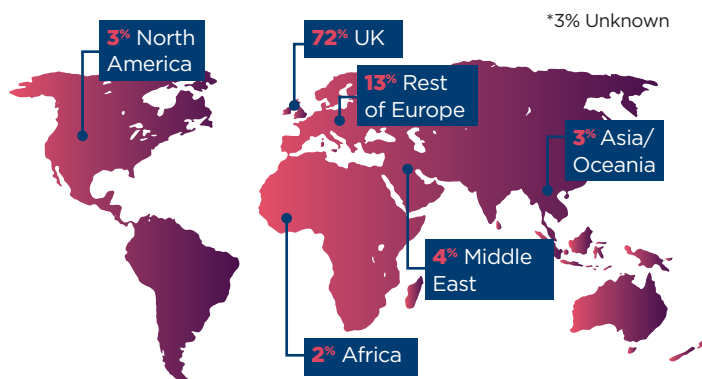 *3% Unknown
3% North
America
72% UK
13% Rest
of Europe
3% Asia/
Oceania
4% Middle
East
2% Africa